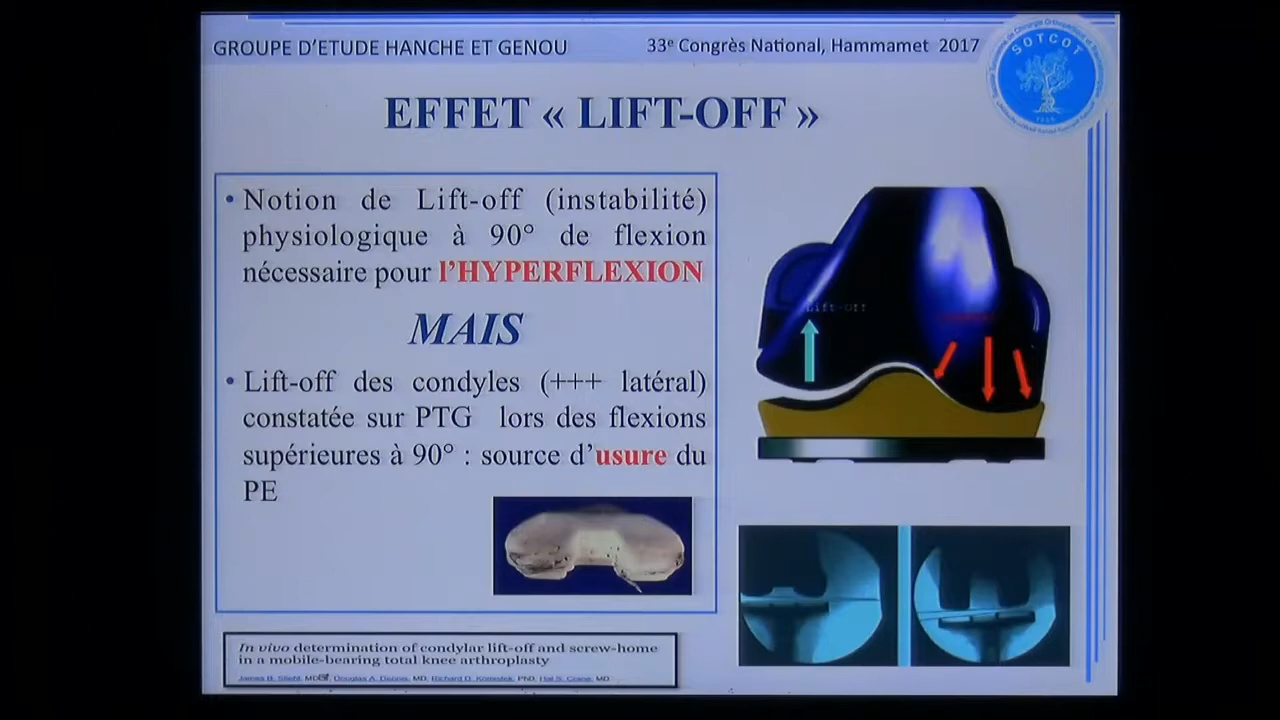 GROUPE D'ETUDE HANCHE ET GENOU
33e Congrès National, Hammamet 2017
SOTCOT
EFFET « LIFT-OFF »
• Notion de Lift-off (instabilité)
physiologique à 90° de flexion
nécessaire pour l'HYPERFLEXION
MAIS
• Lift-off des condyles (+++ latéral)
constatée sur PTG lors des flexions
supérieures à 90° : source d'usure du
PE
Lift-Off
In vivo determination of condylar lift-off and screw-home
in a mobile-bearing total knee arthroplasty
James B. Stiehl, MD, Douglas A. Dennis, MD, Richard D. Komistek, PhD, Hal S. Crane, MD